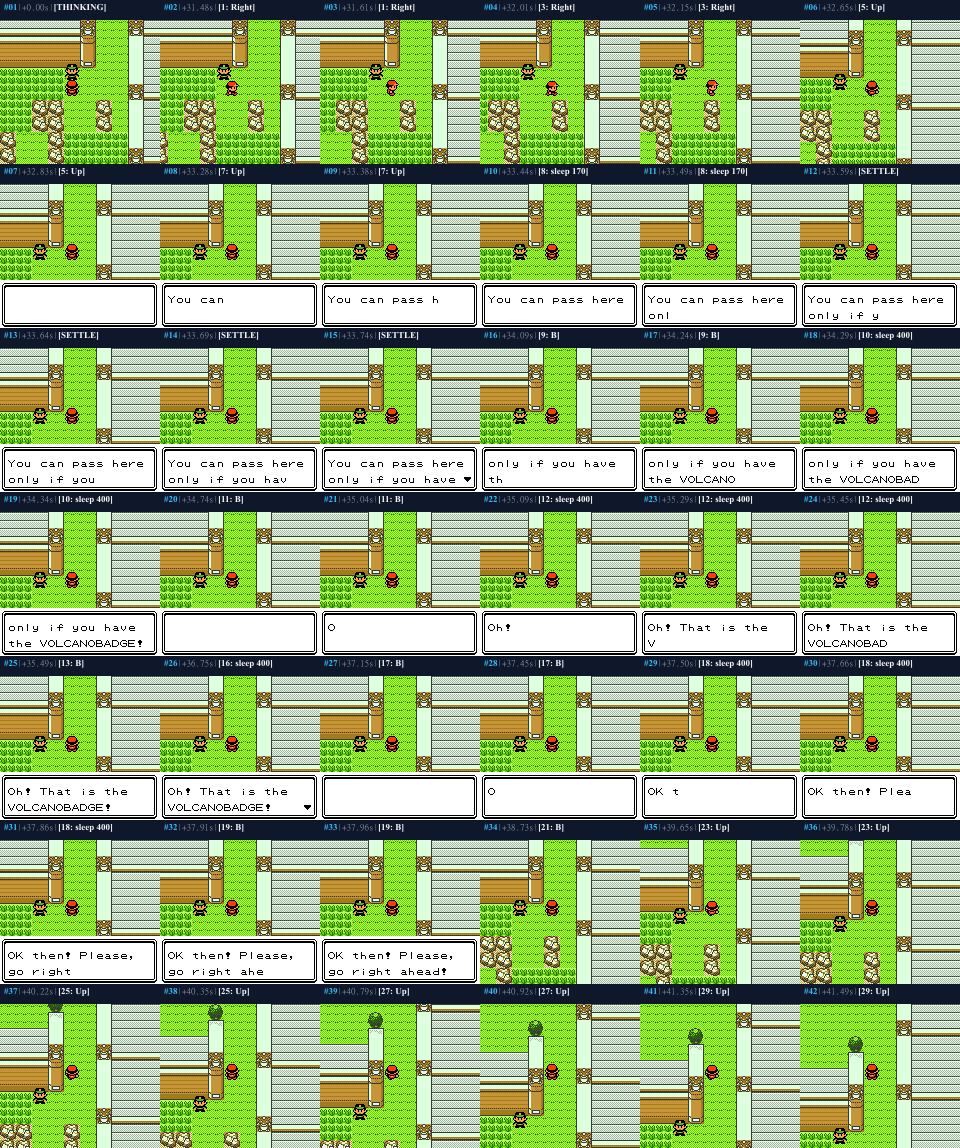 #01| +0.00s| [THINKING]
#02| +31.48s| [1: Right]
#03| +31.61s| [1: Right]
#04| +32.01s| [3: Right]
#05| +32.15s| [3: Right]
#06| +32.65s| [5: Up]
#07| +32.83s| [5: Up]
#08| +33.28s| [7: Up]
#09| +33.38s| [7: Up]
#10| +33.44s| [8: sleep 170]
#11| +33.49s| [8: sleep 170]
#12| +33.59s| [SETTLE]
You can
You can pass h
You can pass here
You can pass here
onl
You can pass here
only if y
#13| +33.64s| [SETTLE]
#14| +33.69s| [SETTLE]
#15| +33.74s| [SETTLE]
#16| +34.09s| [9: B]
#17| +34.24s| [9: B]
#18| +34.29s| [10: sleep 400]
You can pass here
only if you
You can pass here
only if you hav
You can pass here
only if you have
only if you have
th
only if you have
the VOLCANO
only if you have
the VOLCANOBAD
#19| +34.34s| [10: sleep 400]
#20| +34.74s| [11: B]
#21| +35.04s| [11: B]
#22| +35.09s| [12: sleep 400]
#23| +35.29s| [12: sleep 400]
#24| +35.45s| [12: sleep 400]
only if you have
the VOLCANOBADGE!
O
Oh!
Oh! That is the
V
Oh! That is the
VOLCANOBAD
#25| +35.49s| [13: B]
#26| +36.75s| [16: sleep 400]
#27| +37.15s| [17: B]
#28| +37.45s| [17: B]
#29| +37.50s| [18: sleep 400]
#30| +37.66s| [18: sleep 400]
Oh! That is the
VOLCANOBADGE!
Oh! That is the
VOLCANOBADGE!
O
OK t
OK then! Plea
#31| +37.86s| [18: sleep 400]
#32| +37.91s| [19: B]
#33| +37.96s| [19: B]
#34| +38.73s| [21: B]
#35| +39.65s| [23: Up]
#36| +39.78s| [23: Up]
OK then! Please,
go right
OK then! Please,
go right ahe
OK then! Please,
go right ahead!
#37| +40.22s| [25: Up]
#38| +40.35s| [25: Up]
#39| +40.79s| [27: Up]
#40| +40.92s| [27: Up]
#41| +41.35s| [29: Up]
#42| +41.49s| [29: Up]